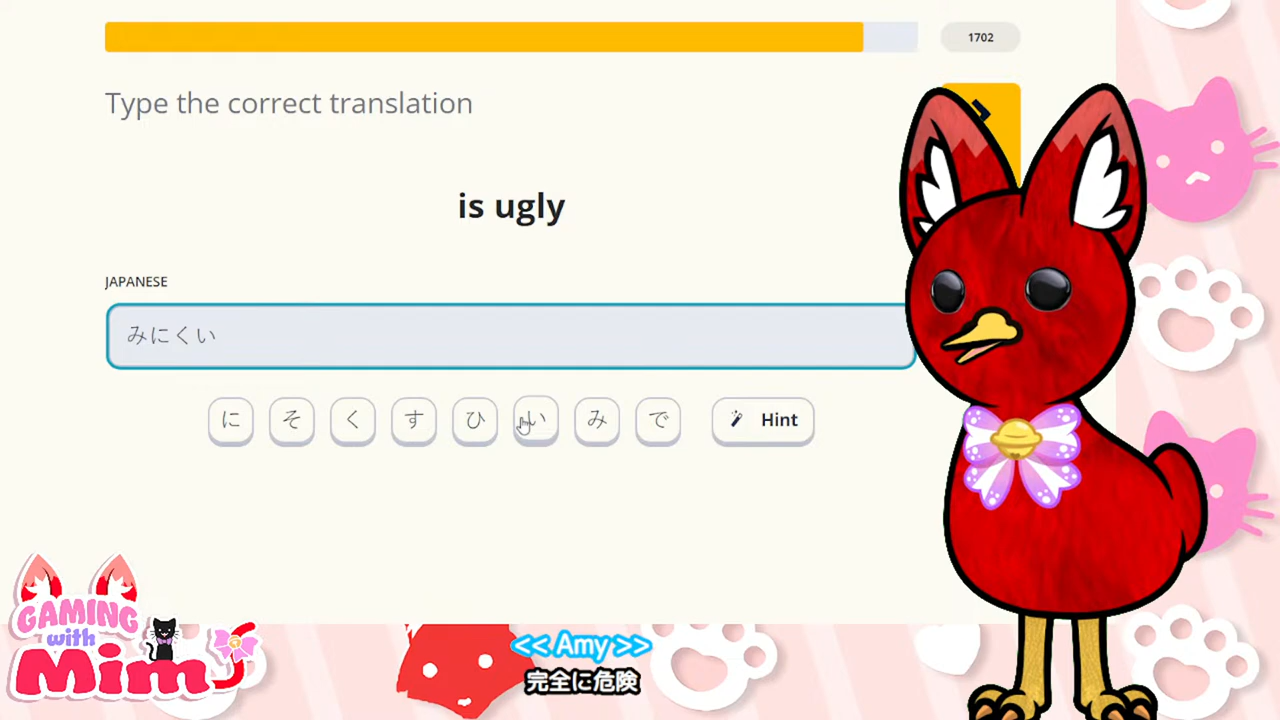 1702
Type the correct translation
is ugly
JAPANESE
みにくい
に そ く す ひ い み で Hint
GAMING
with
Mim
<< Amy >>
完全に危険